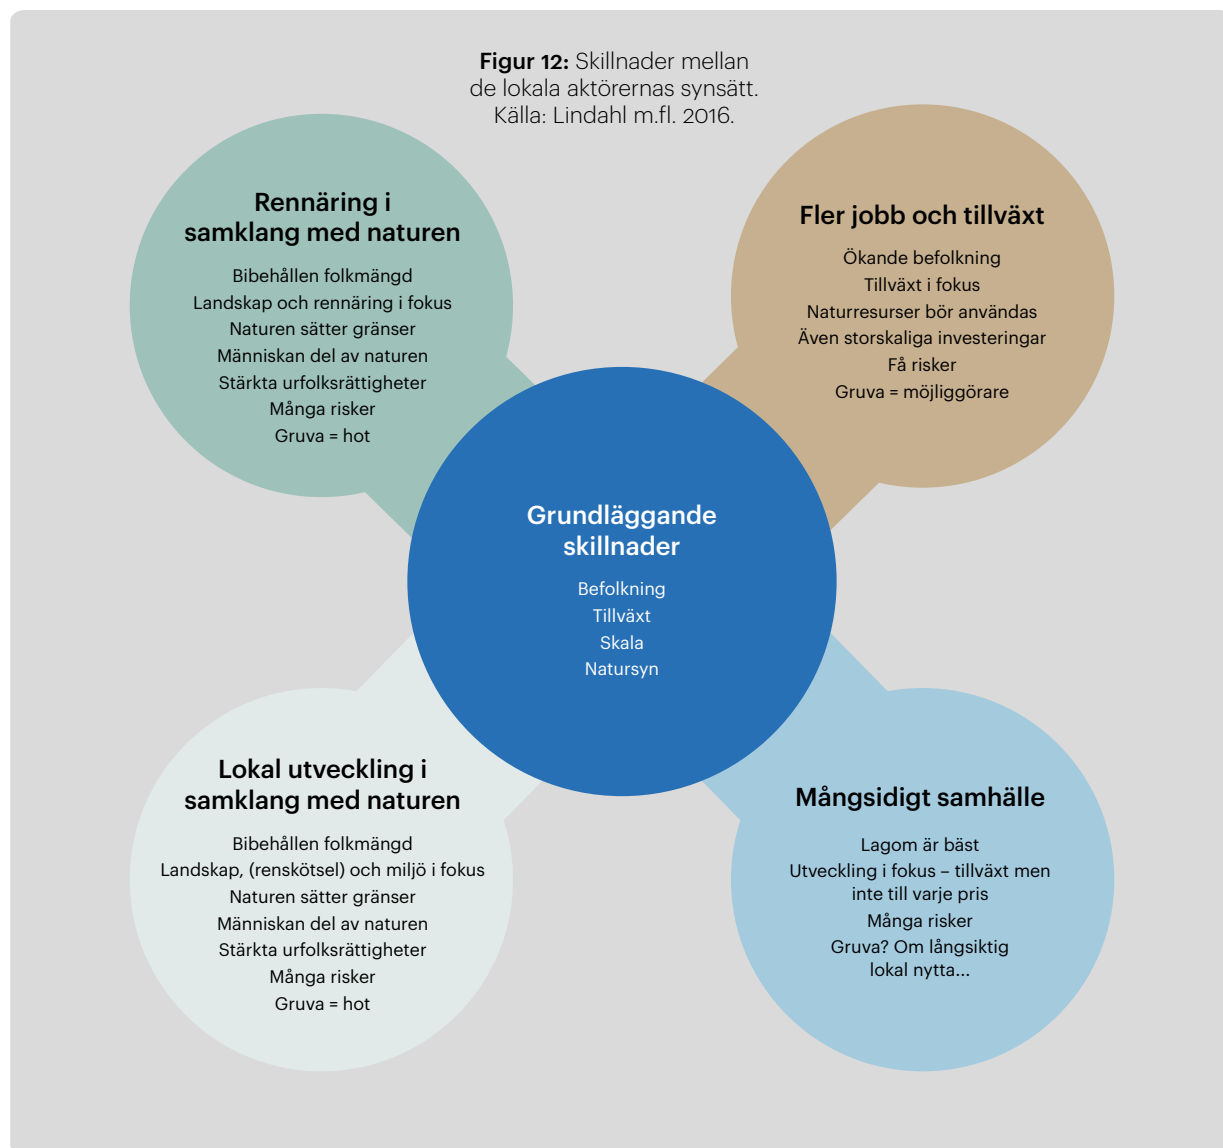 Figur 12: Skillnader mellan
de lokala aktörernas synsätt.
Källa: Lindahl m.fl. 2016.
Rennäring i
samklang med naturen
Bibehållen folkmängd
Landskap och rennäring i fokus
Naturen sätter gränser
Människan del av naturen
Stärkta urfolksrättigheter
Många risker
Gruva = hot
Fler jobb och tillväxt
Ökande befolkning
Tillväxt i fokus
Naturresurser bör användas
Även storskaliga investeringar
Få risker
Gruva = möjliggörare
Grundläggande
skillnader
Befolkning
Tillväxt
Skala
Natursyn
Lokal utveckling i
samklang med naturen
Bibehållen folkmängd
Landskap, (renskötsel) och miljö i fokus
Naturen sätter gränser
Människan del av naturen
Stärkta urfolksrättigheter
Många risker
Gruva = hot
Mångsidigt samhälle
Lagom är bäst
Utveckling i fokus – tillväxt men
inte till varje pris
Många risker
Gruva? Om långsiktig
lokal nytta...